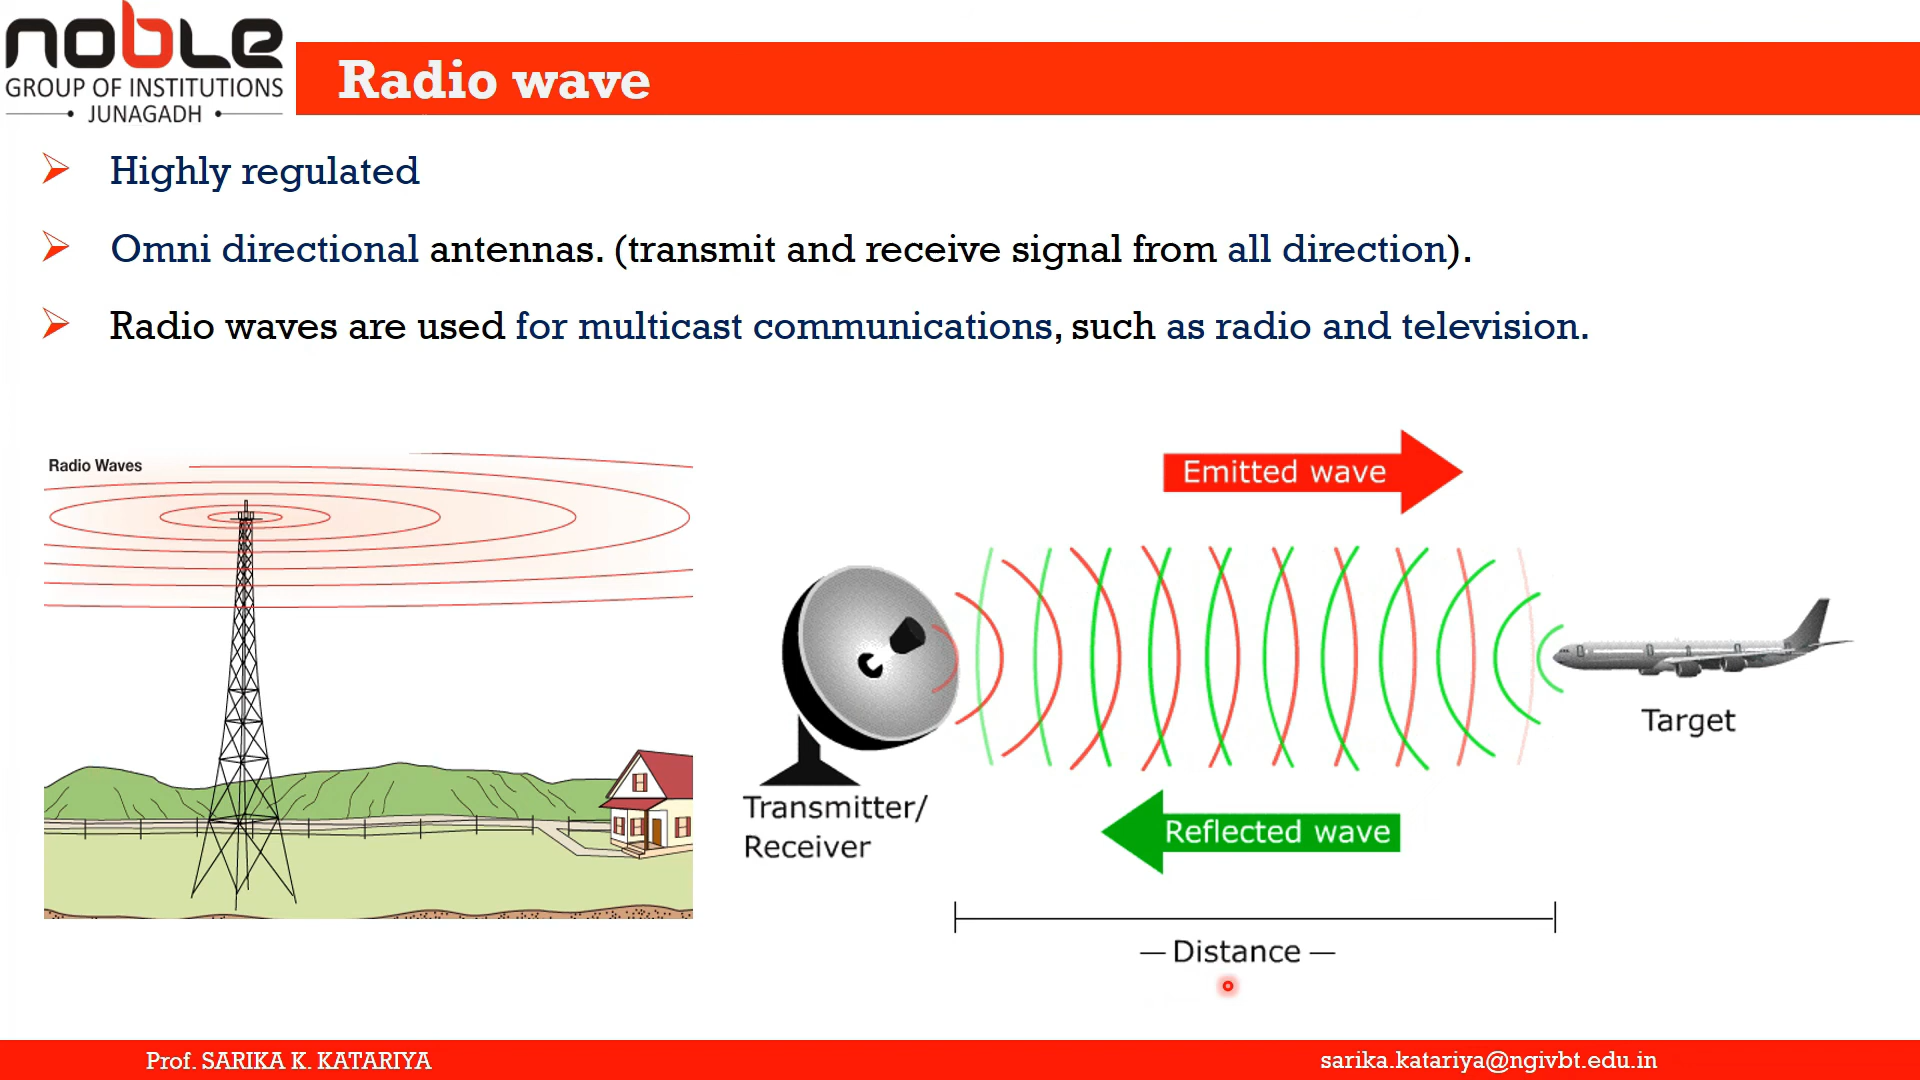 noble
GROUP OF INSTITUTIONS
JUNAGADH
Radio wave
Highly regulated
Omni directional antennas. (transmit and receive signal from all direction).
Radio waves are used for multicast communications, such as radio and television.
Radio Waves
Emitted wave
Target
Transmitter/
Receiver
Reflected wave
— Distance —
Prof. SARIKA K. KATARIYA
sarika.katariya@ngivbt.edu.in